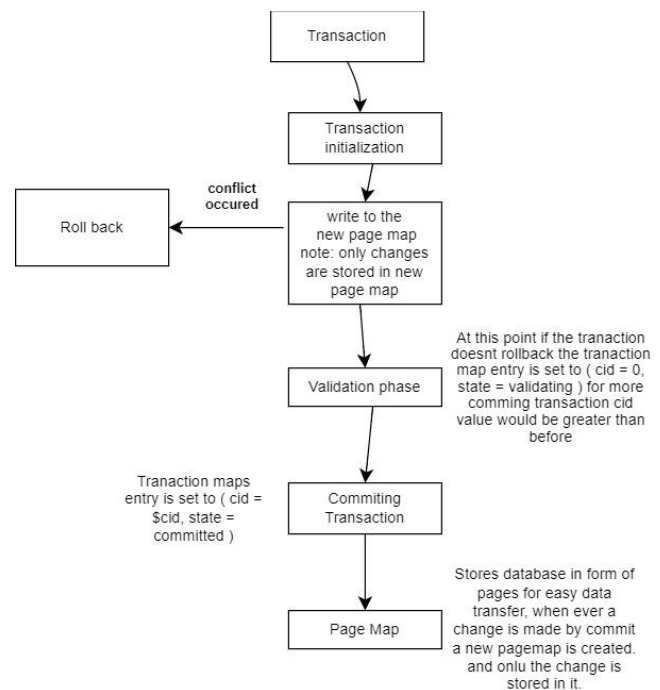 Transaction
Transaction
initialization
conflict
occured
Roll back
write to the
new page map
note: only changes
are stored in new
page map
At this point if the tranaction
doesnt rollback the tranaction
map entry is set to ( cid = 0,
state = validating ) for more
comming transaction cid
value would be greater than
before
Validation phase
Tranaction maps
entry is set to ( cid =
$cid, state =
committed )
Commiting
Transaction
Stores database in form of
pages for easy data
transfer, when ever a
change is made by commit
a new pagemap is created.
and onlu the change is
stored in it.
Page Map